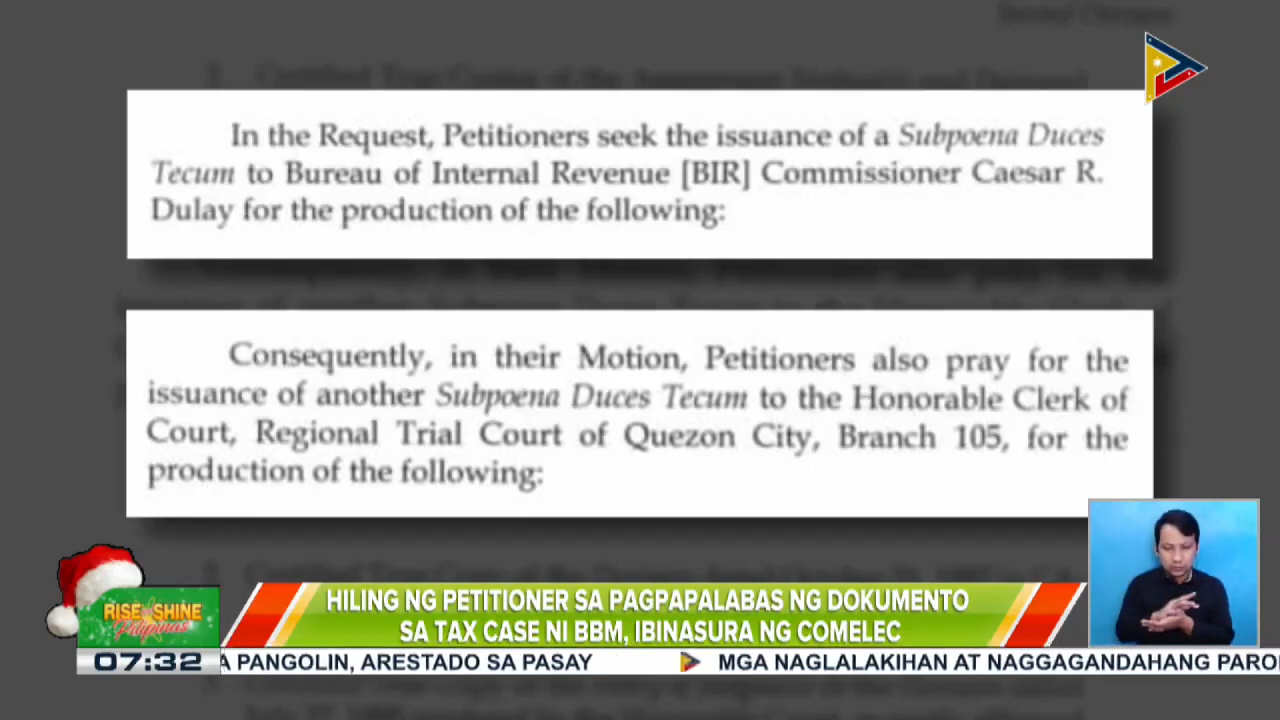 In the Request, Petitioners seek the issuance of a Subpoena Duces
Tecum to Bureau of Internal Revenue [BIR] Commissioner Caesar R.
Dulay for the production of the following:
Consequently, in their Motion, Petitioners also pray for the
issuance of another Subpoena Duces Tecum to the Honorable Clerk of
Court, Regional Trial Court of Quezon City, Branch 105, for the
production of the following:
HILING NG PETITIONER SA PAGPAPALABAS NG DOKUMENTO
SA TAX CASE NI BBM, IBINASURA NG COMELEC
RISE AND SHINE
Pilipinas
07:32
A PANGOLIN, ARESTADO SA PASAY MGA NAGLALAKIHAN AT NAGGAGANDAHANG PARO